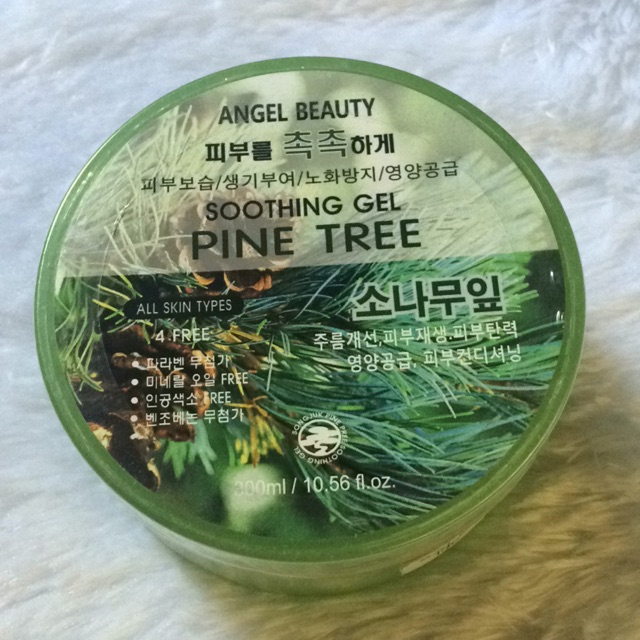 ANGEL BEAUTY
피부를 촉촉하게
피부보습/생기부여/노화방지/영양공급
SOOTHING GEL
PINE TREE
ALL SKIN TYPES
4 FREE
• 파라벤 무첨가
• 미네랄 오일 FREE
• 인공색소 FREE
• 벤조베논 무첨가
소나무잎
주름개선.피부재생.피부탄력
영양공급. 피부컨디셔닝
300ml / 10.56 fl.oz.